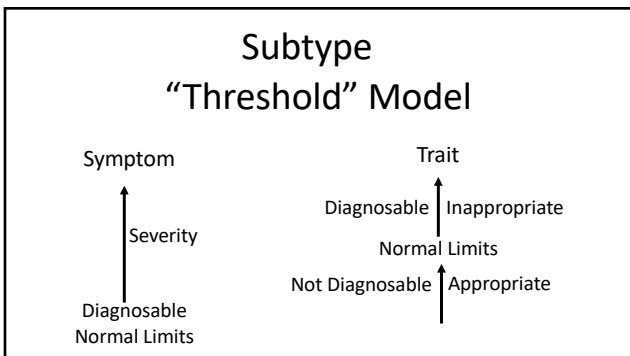 Subtype
“Threshold” Model
Symptom
Severity
Diagnosable
Normal Limits
Trait
Diagnosable Inappropriate
Normal Limits
Not Diagnosable Appropriate